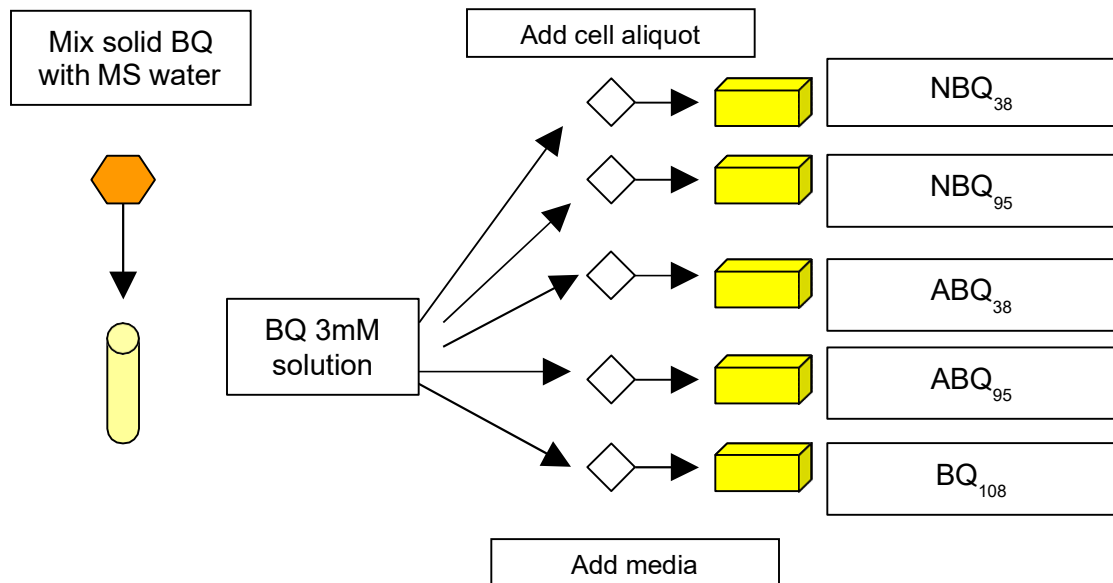 Mix solid BQ
with MS water
Add cell aliquot
NBQ₃₈
NBQ₉₅
BQ 3mM
solution
ABQ₃₈
ABQ₉₅
BQ₁₀₈
Add media